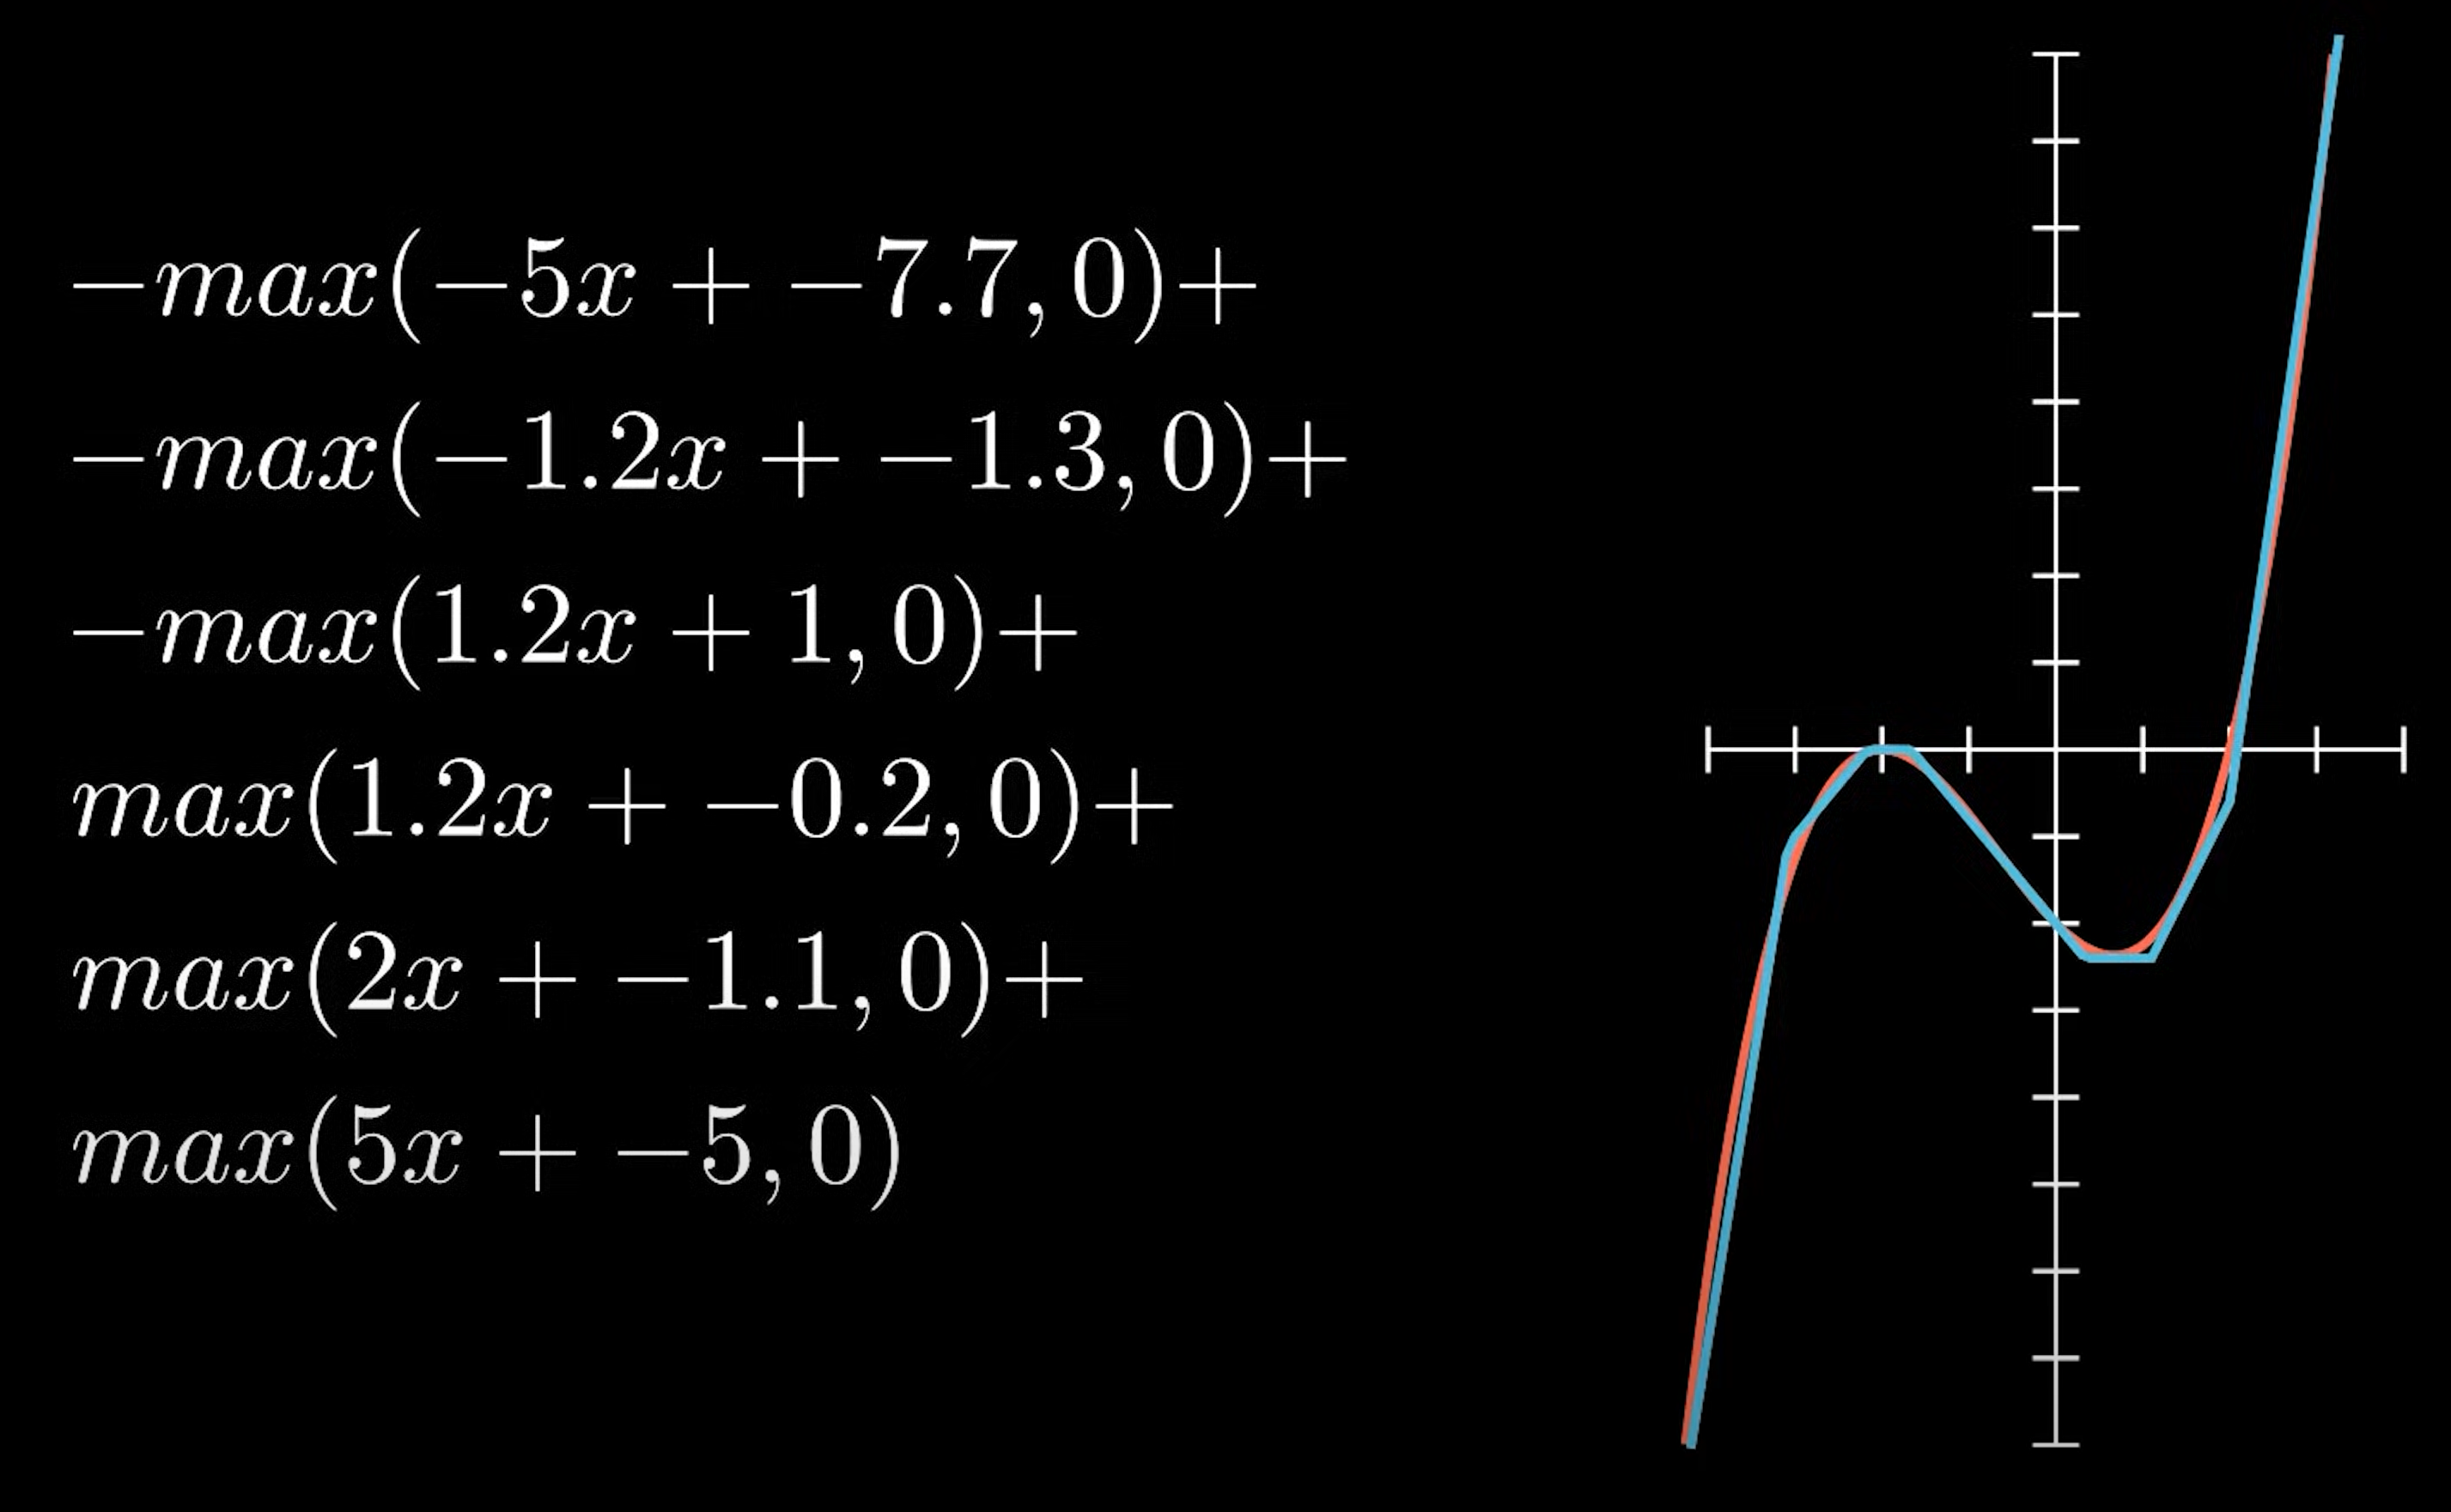 −max(−5x + −7.7, 0)+
−max(−1.2x + −1.3, 0)+
−max(1.2x + 1, 0)+
max(1.2x + −0.2, 0)+
max(2x + −1.1, 0)+
max(5x + −5, 0)